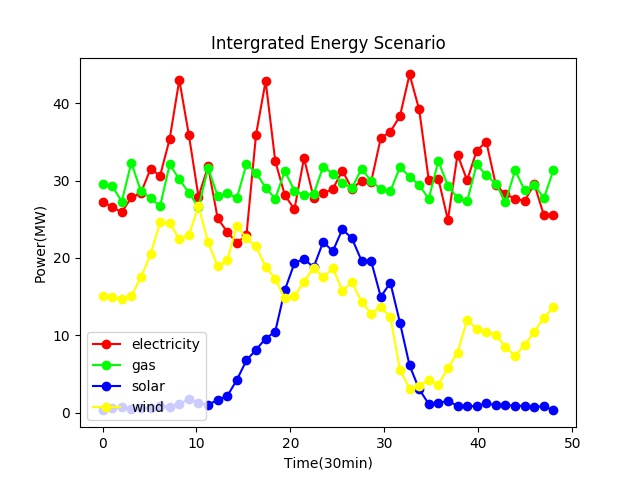 Intergrated Energy Scenario
Power(MW)
40
30
20
10
0
electricity
gas
solar
wind
0 10 20 30 40 50
Time(30min)